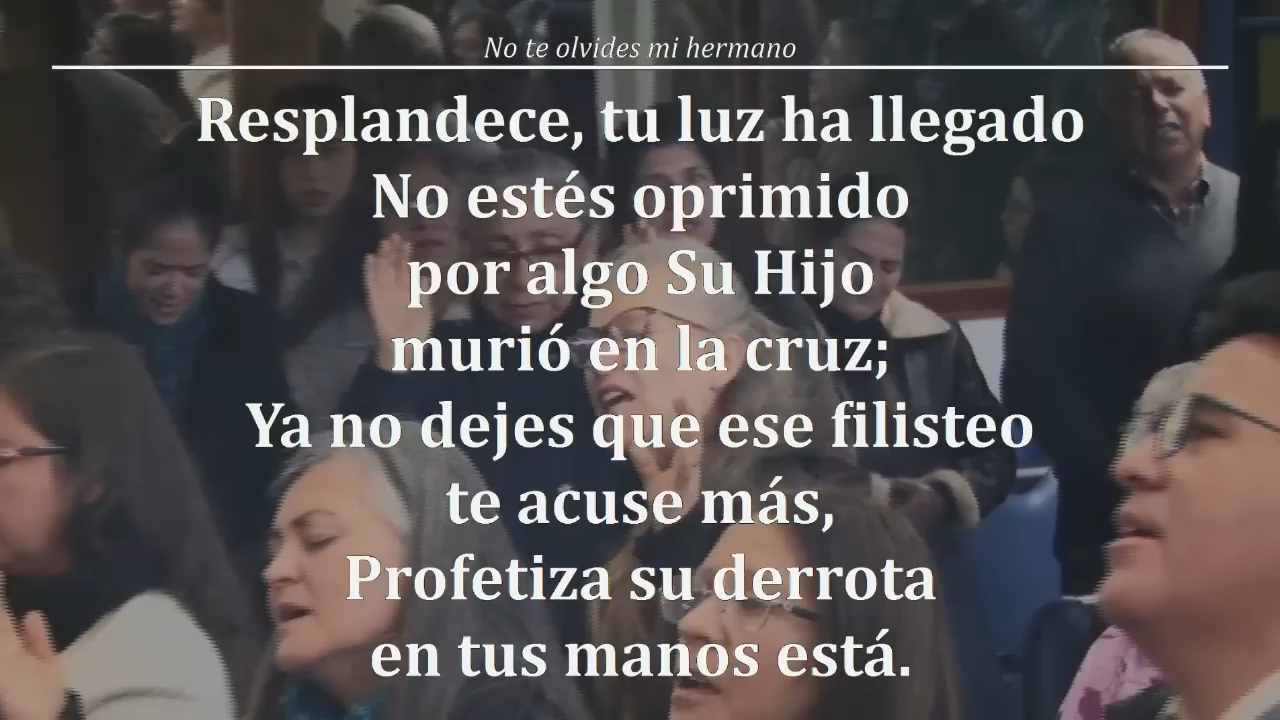 No te olvides mi hermano
Resplandece, tu luz ha llegado
No estés oprimido
por algo Su Hijo
murió en la cruz;
Ya no dejes que ese filisteo
te acuse más,
Profetiza su derrota
en tus manos está.